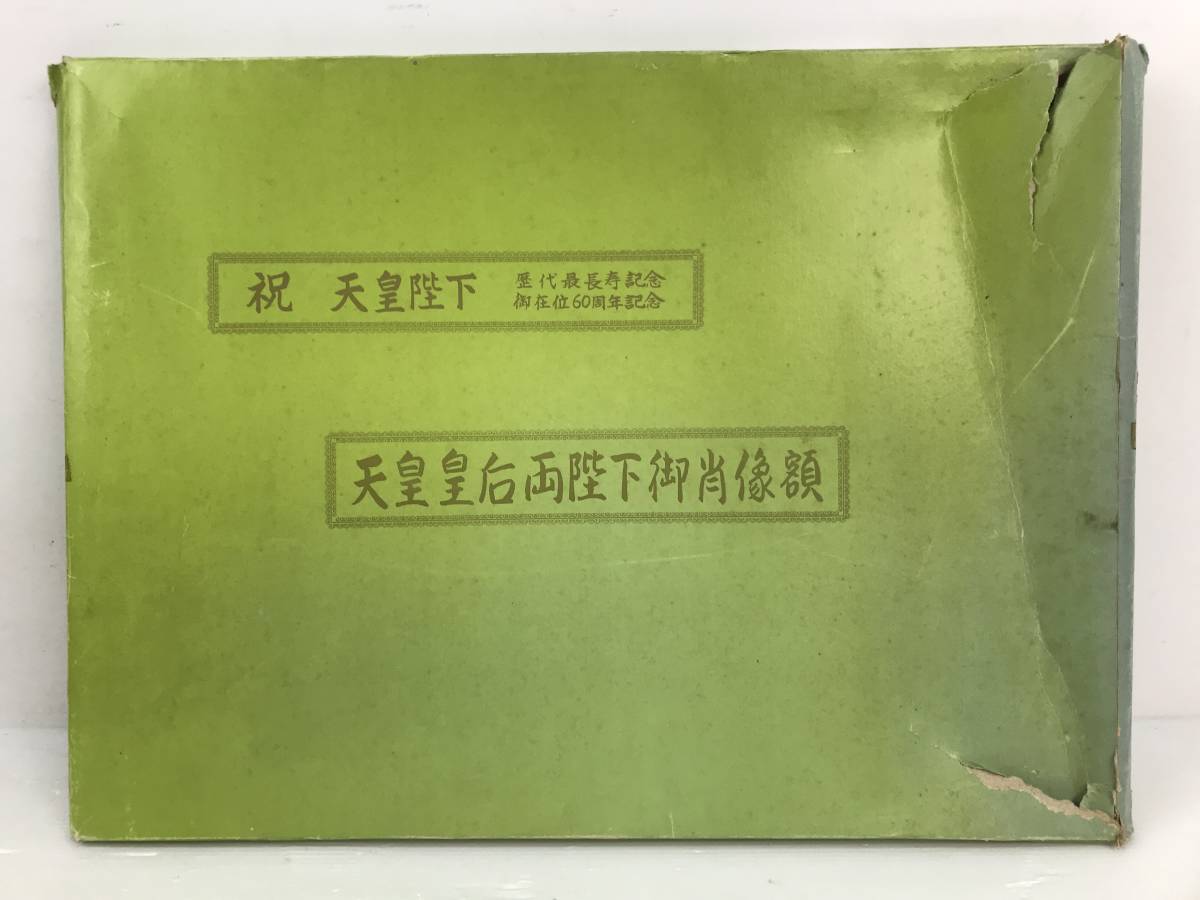 祝 天皇陛下
歴代最長寿記念
御在位60周年記念
天皇皇后両陛下御肖像額